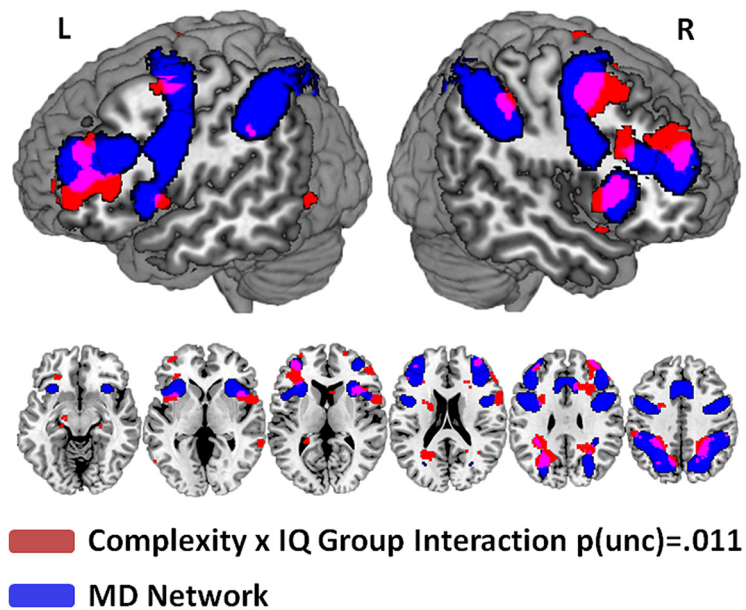 L
R
Complexity x IQ Group Interaction p(unc)=.011
MD Network